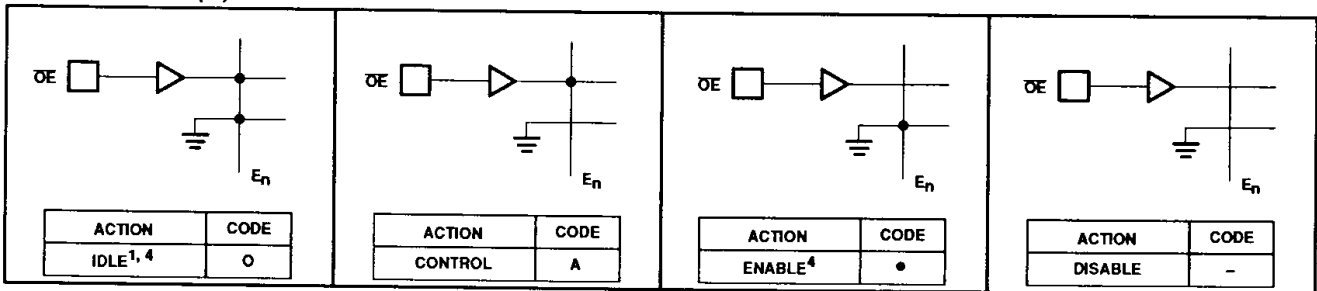 OE
En
ACTION CODE
IDLE1, 4 O
OE
En
ACTION CODE
CONTROL A
OE
En
ACTION CODE
ENABLE4 •
OE
En
ACTION CODE
DISABLE –